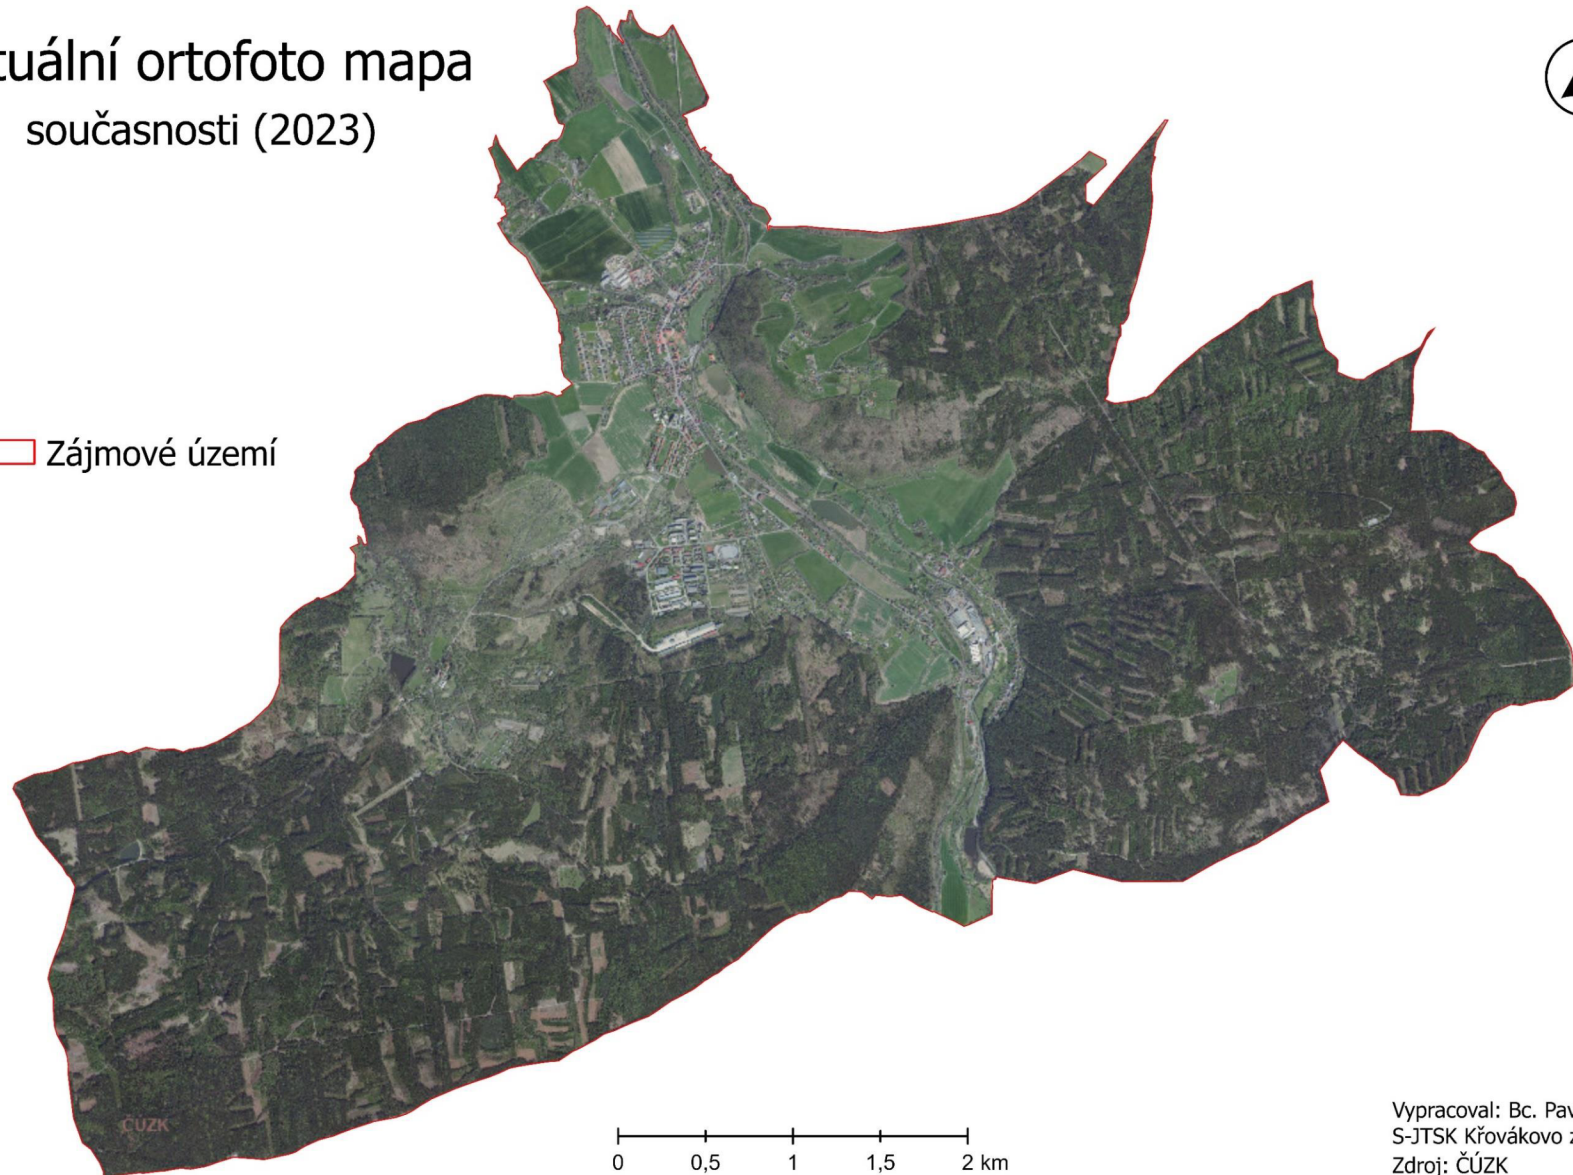 tuální ortofoto mapa
současnosti (2023)
Zájmové území
ČÚZK
0 0,5 1 1,5 2 km
Vypracoval: Bc. Pav
S-JTSK Křovákovo z
Zdroj: ČÚZK